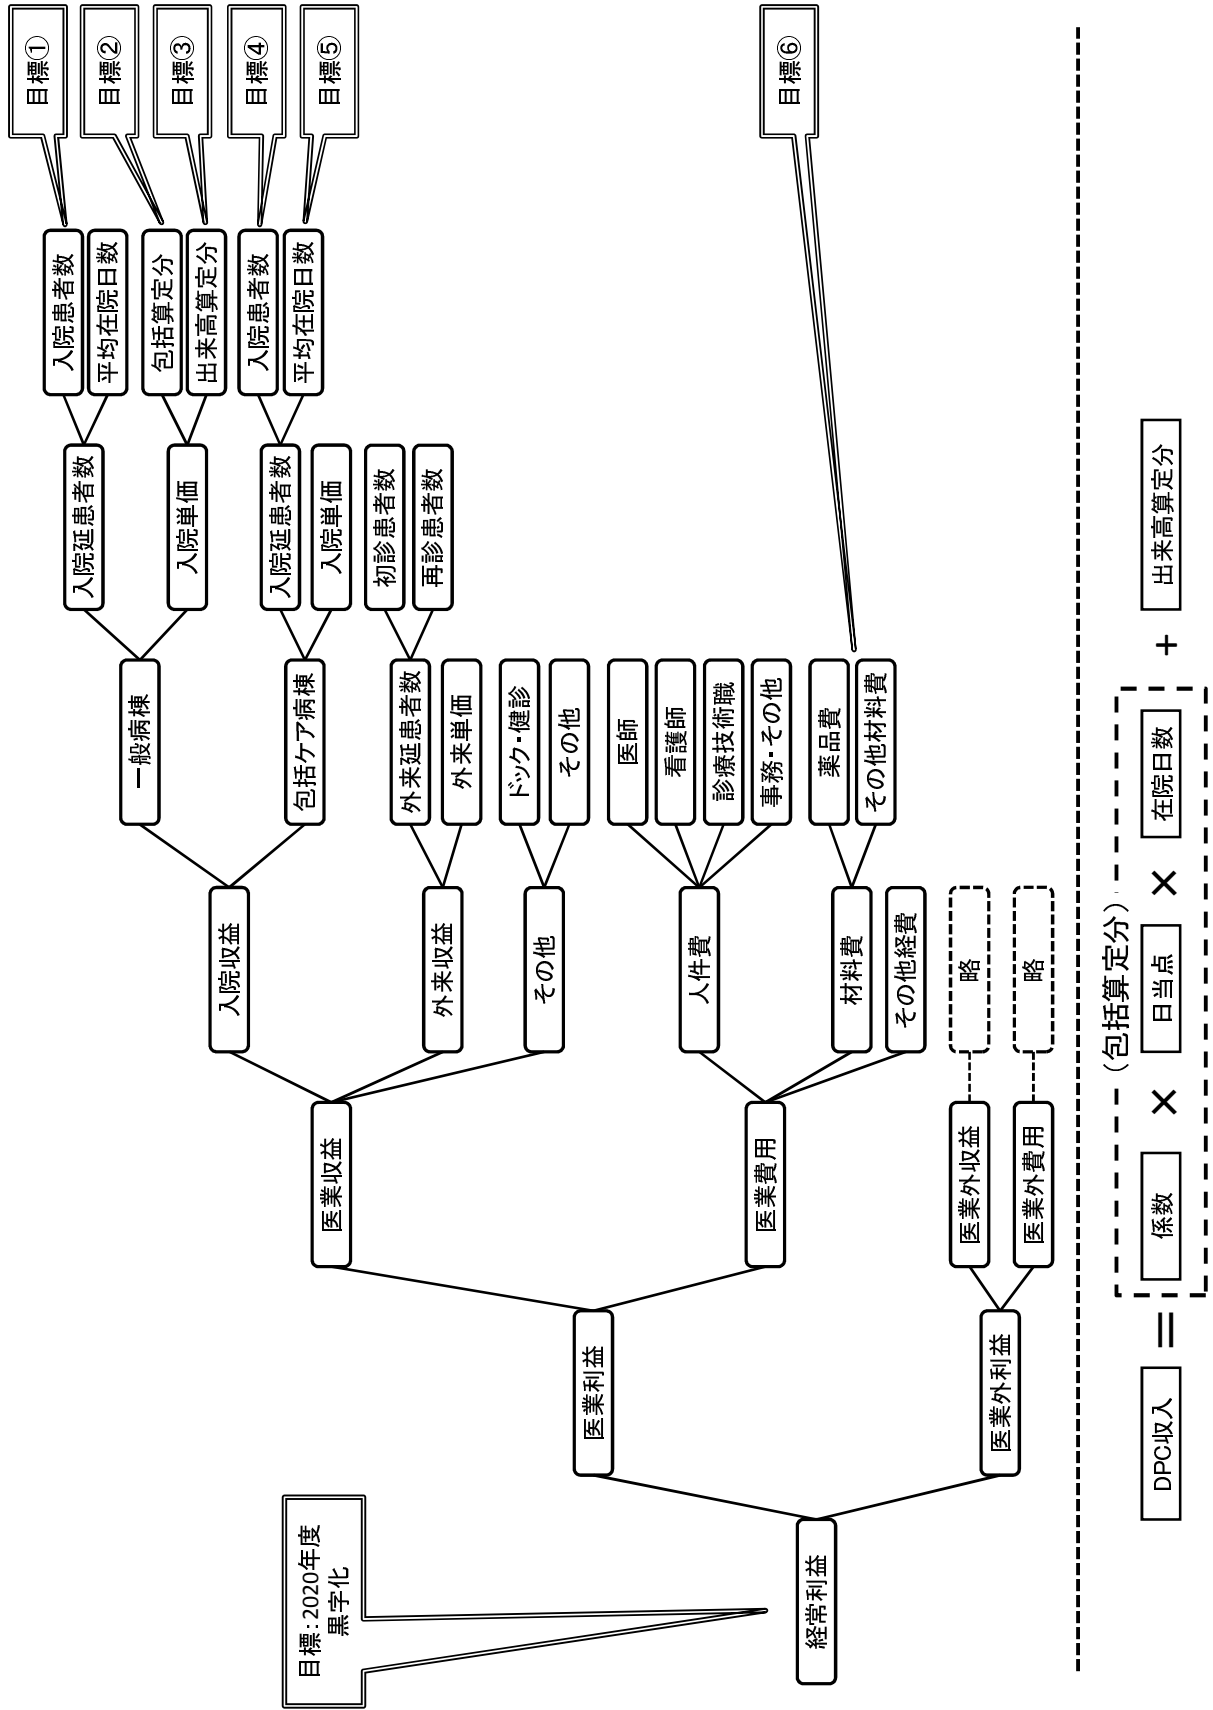 目標：2020年度
黒字化
経常利益
医業利益
医業外利益
医業収益
医業費用
医業外収益
医業外費用
入院収益
外来収益
その他
人件費
材料費
その他経費
略
略
一般病棟
包括ケア病棟
外来延患者数
外来単価
ドック・健診
その他
医師
看護師
診療技術職
事務・その他
薬品費
その他材料費
入院延患者数
入院単価
入院延患者数
入院単価
初診患者数
再診患者数
入院患者数
平均在院日数
包括算定分
出来高算定分
入院患者数
平均在院日数
目標①
目標②
目標③
目標④
目標⑤
目標⑥
（包括算定分）
DPC収入 ＝ 係数 × 日当点 × 在院日数 + 出来高算定分